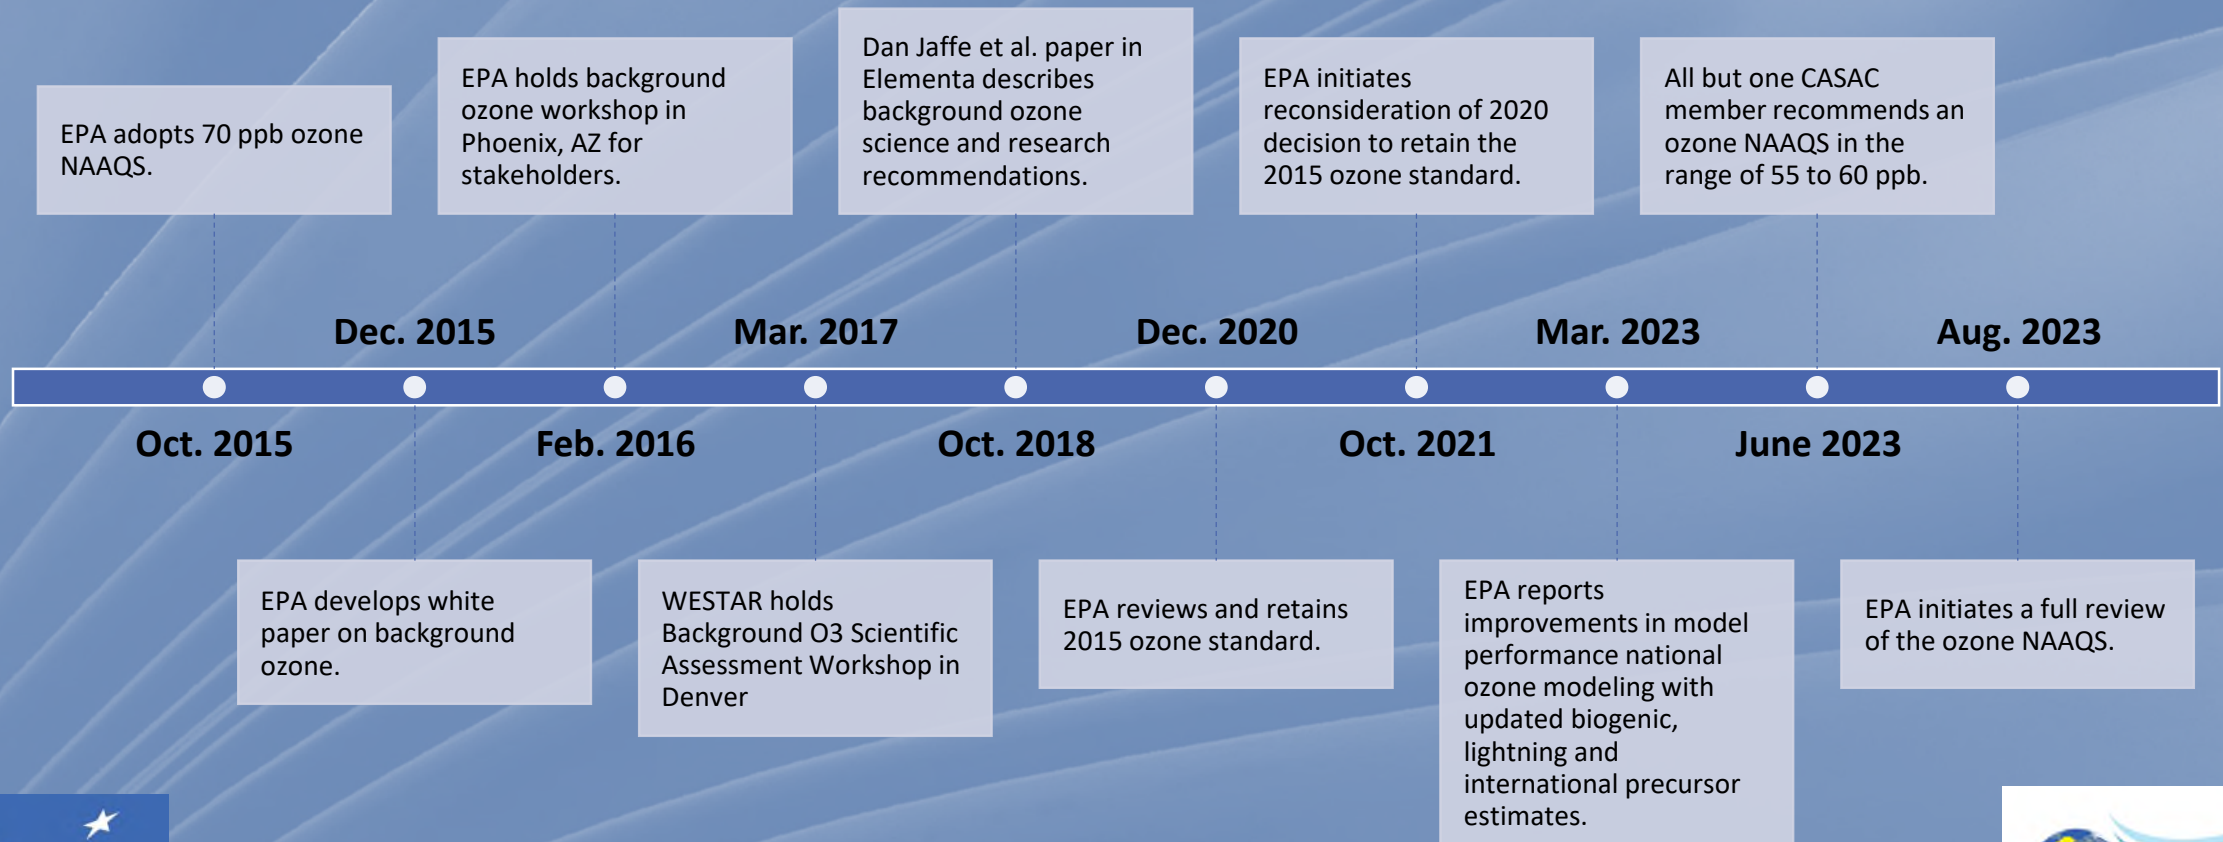 EPA adopts 70 ppb ozone
NAAQS.
EPA holds background
ozone workshop in
Phoenix, AZ for
stakeholders.
Dan Jaffe et al. paper in
Elementa describes
background ozone
science and research
recommendations.
EPA initiates
reconsideration of 2020
decision to retain the
2015 ozone standard.
All but one CASAC
member recommends an
ozone NAAQS in the
range of 55 to 60 ppb.
Dec. 2015
Mar. 2017
Dec. 2020
Mar. 2023
Aug. 2023
Oct. 2015
Feb. 2016
Oct. 2018
Oct. 2021
June 2023
EPA develops white
paper on background
ozone.
WESTAR holds
Background O3 Scientific
Assessment Workshop in
Denver
EPA reviews and retains
2015 ozone standard.
EPA reports
improvements in model
performance national
ozone modeling with
updated biogenic,
lightning and
international precursor
estimates.
EPA initiates a full review
of the ozone NAAQS.